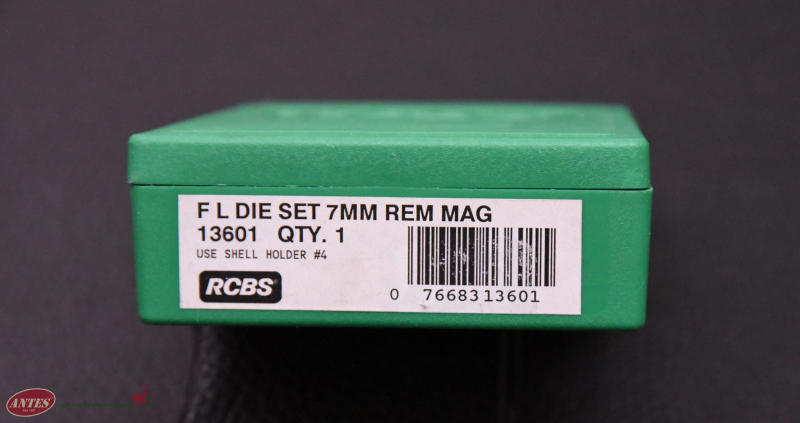 F L DIE SET 7MM REM MAG
13601 QTY. 1
USE SHELL HOLDER #4
RCBS
0 7668313601
ANTES